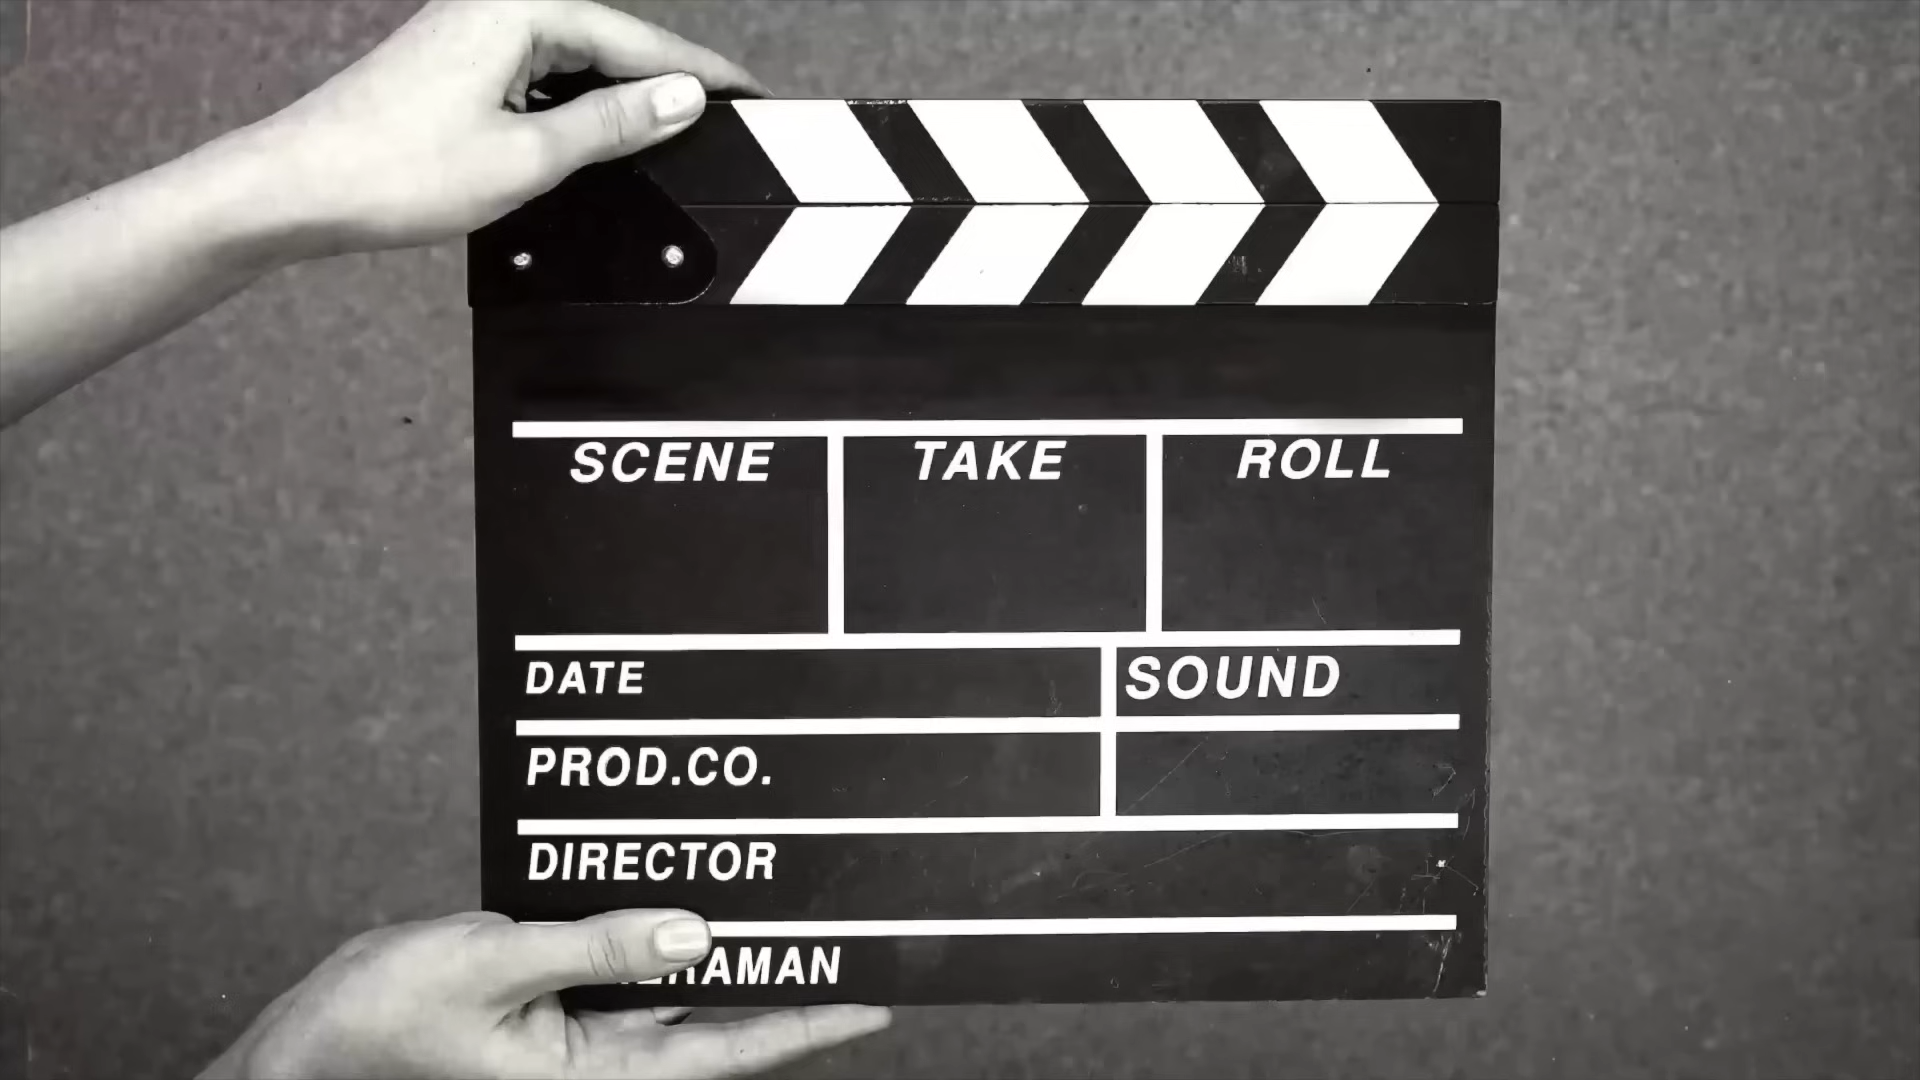 SCENE TAKE ROLL
DATE SOUND
PROD.CO.
DIRECTOR